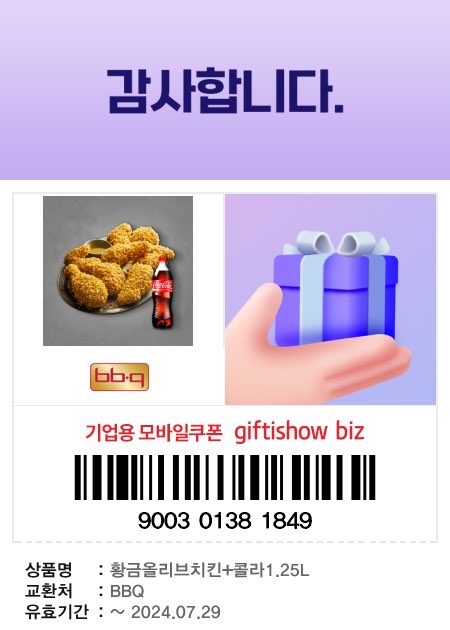 감사합니다.
Coca-Cola
bb.q
기업용 모바일쿠폰 giftishow biz
9003 0138 1849
상품명 : 황금올리브치킨+콜라1.25L
교환처 : BBQ
유효기간 : ~ 2024.07.29